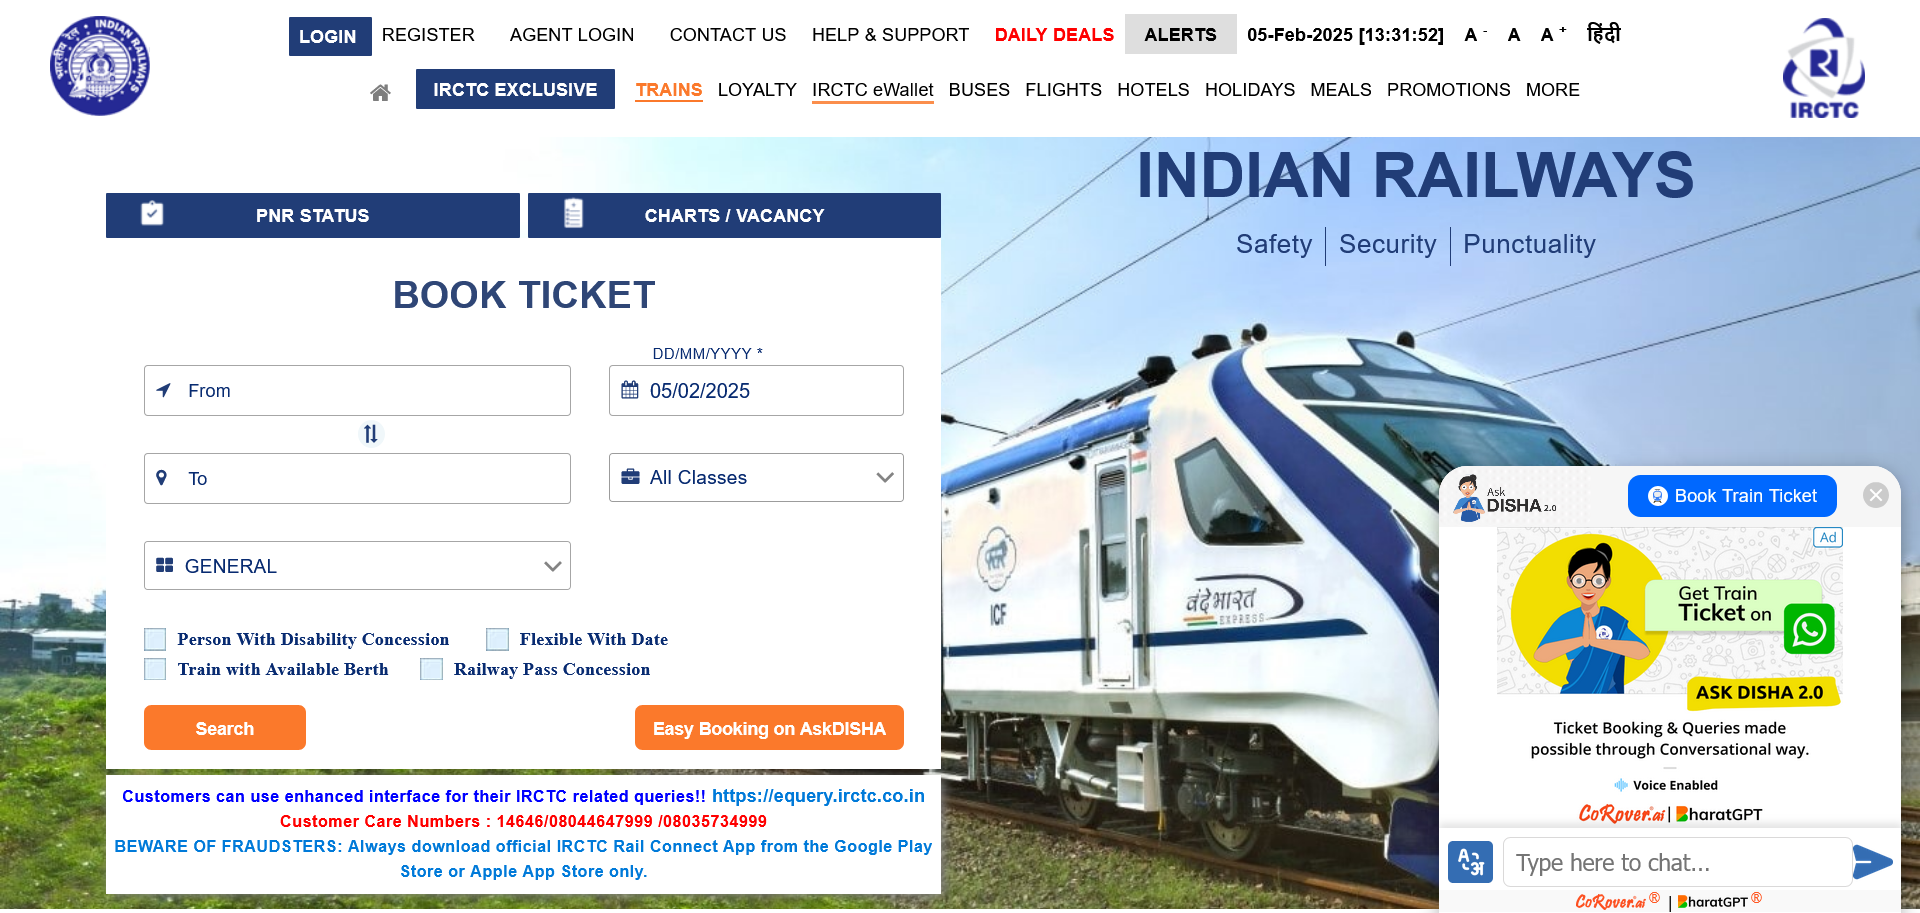 LOGIN REGISTER AGENT LOGIN CONTACT US HELP & SUPPORT DAILY DEALS ALERTS 05-Feb-2025 [13:31:52] A - A A + हिंदी
INDIAN RAILWAYS
भारतीय रेल
IRCTC EXCLUSIVE TRAINS LOYALTY IRCTC eWallet BUSES FLIGHTS HOTELS HOLIDAYS MEALS PROMOTIONS MORE
IRCTC
INDIAN RAILWAYS
Safety | Security | Punctuality
PNR STATUS
CHARTS / VACANCY
BOOK TICKET
DD/MM/YYYY *
From
05/02/2025
To
All Classes
GENERAL
Person With Disability Concession
Flexible With Date
Train with Available Berth
Railway Pass Concession
Search
Easy Booking on AskDISHA
Customers can use enhanced interface for their IRCTC related queries!! https://equery.irctc.co.in
Customer Care Numbers : 14646/08044647999 /08035734999
BEWARE OF FRAUDSTERS: Always download official IRCTC Rail Connect App from the Google Play
Store or Apple App Store only.
ICF
वंदे भारत
EXPRESS
Ask
DISHA 2.0
Book Train Ticket
Ad
Get Train
Ticket on
ASK DISHA 2.0
Ticket Booking & Queries made
possible through Conversational way.
Voice Enabled
CoRover.ai | BharatGPT
A अ
Type here to chat...
CoRover.ai ® | BharatGPT ®